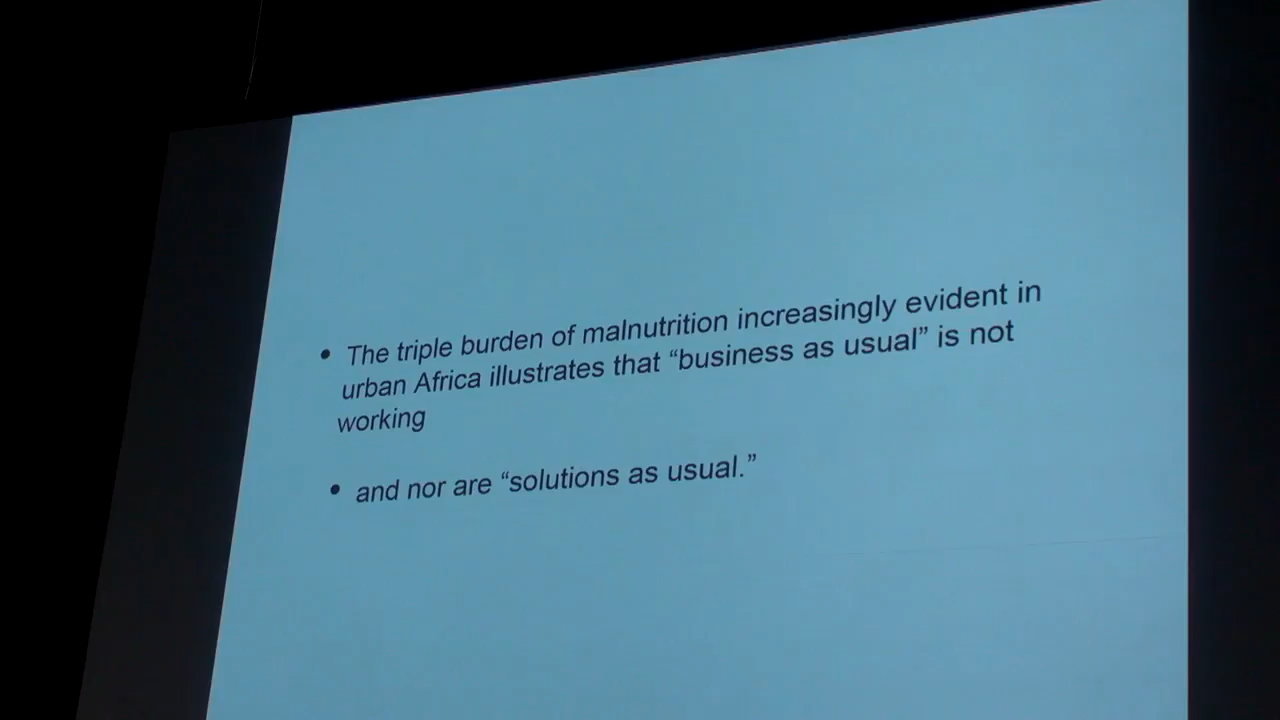 • The triple burden of malnutrition increasingly evident in
urban Africa illustrates that “business as usual” is not
working
• and nor are “solutions as usual.”